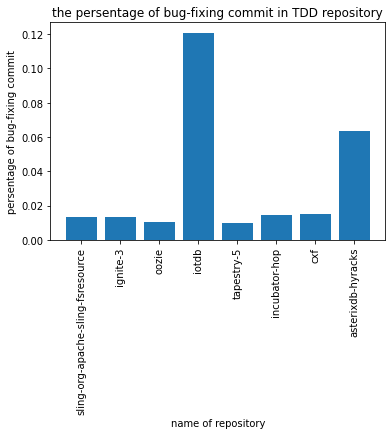 the persentage of bug-fixing commit in TDD repository
persentage of bug-fixing commit
0.12
0.10
0.08
0.06
0.04
0.02
0.00
sling-org-apache-sling-fsresource
ignite-3
oozie
iotdb
tapestry-5
incubator-hop
cxf
asterixdb-hyracks
name of repository